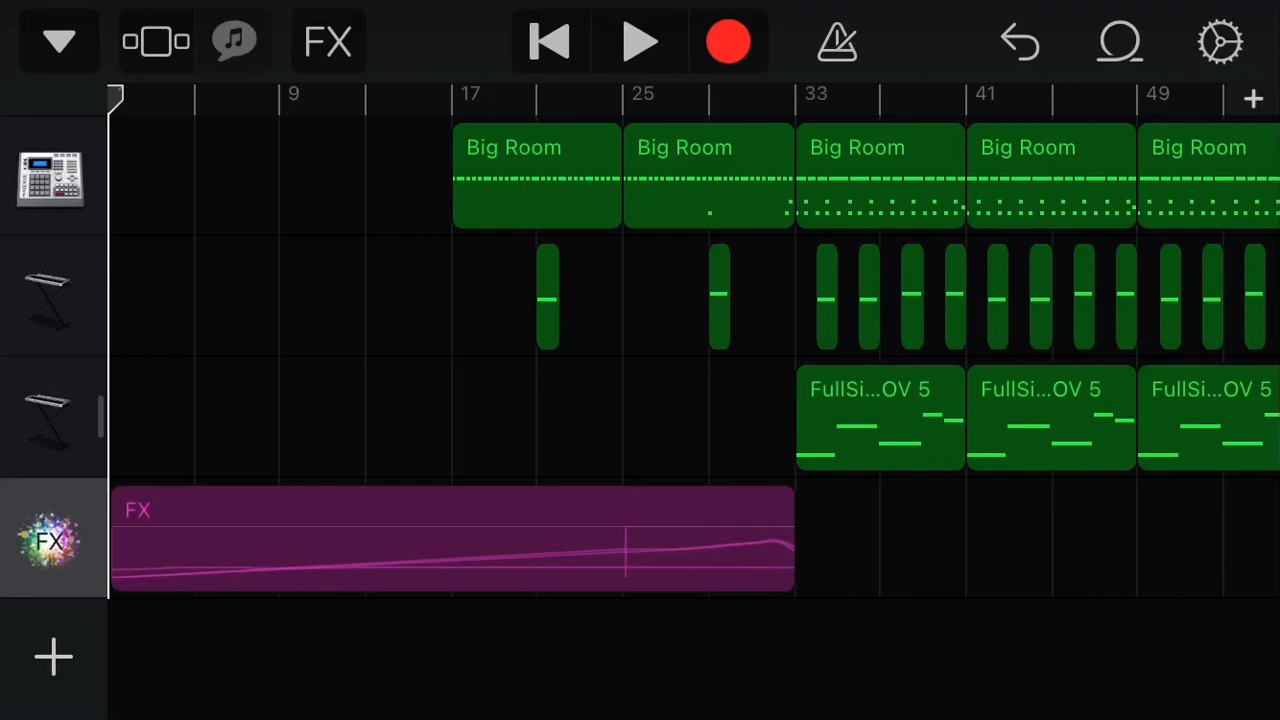 FX
9 17 25 33 41 49
Big Room Big Room Big Room Big Room Big Room
FullSi...OV 5 FullSi...OV 5 FullSi...OV 5
FX
FX